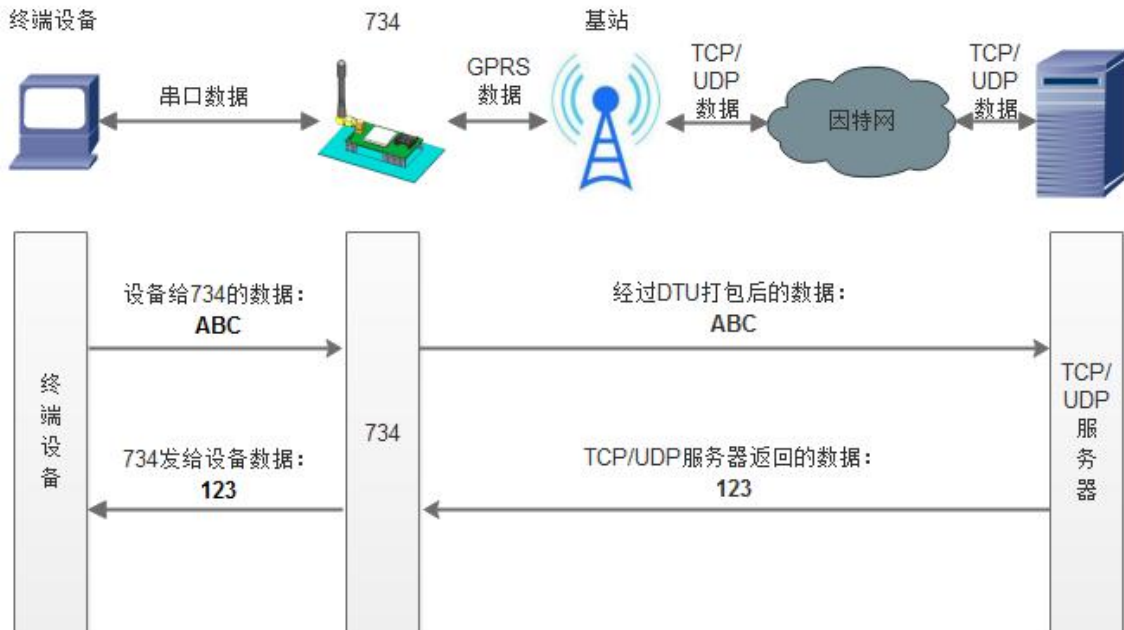 终端设备
734
基站
串口数据
GPRS
数据
TCP/
UDP
数据
因特网
TCP/
UDP
数据
设备给734的数据：
ABC
经过DTU打包后的数据：
ABC
终
端
设
备
734
TCP/
UDP
服
务
器
734发给设备数据：
123
TCP/UDP服务器返回的数据：
123